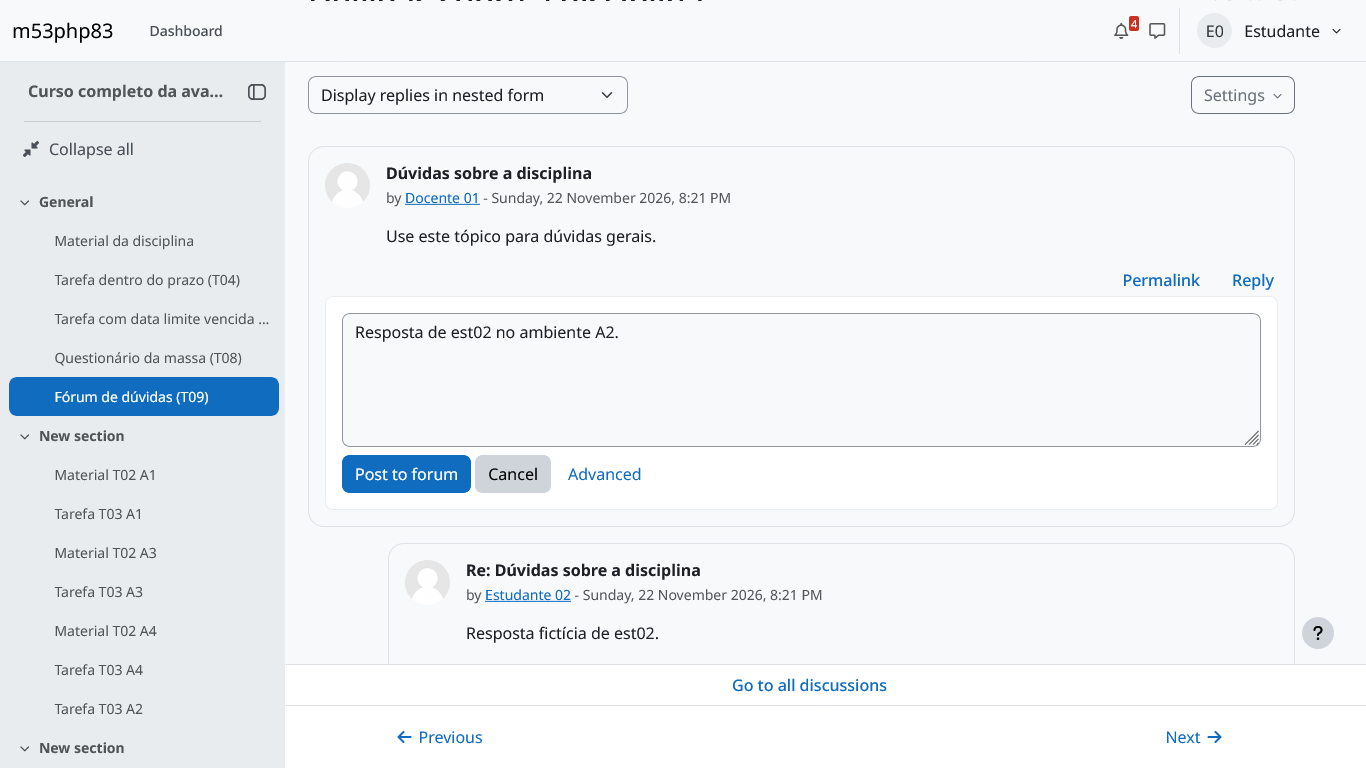 m53php83
Dashboard
4
E0
Estudante
Curso completo da ava...
Collapse all
General
Material da disciplina
Tarefa dentro do prazo (T04)
Tarefa com data limite vencida ...
Questionário da massa (T08)
Fórum de dúvidas (T09)
New section
Material T02 A1
Tarefa T03 A1
Material T02 A3
Tarefa T03 A3
Material T02 A4
Tarefa T03 A4
Tarefa T03 A2
New section
Display replies in nested form
Settings
Dúvidas sobre a disciplina
by Docente 01 - Sunday, 22 November 2026, 8:21 PM
Use este tópico para dúvidas gerais.
Permalink
Reply
Resposta de est02 no ambiente A2.
Post to forum
Cancel
Advanced
Re: Dúvidas sobre a disciplina
by Estudante 02 - Sunday, 22 November 2026, 8:21 PM
Resposta fictícia de est02.
?
Go to all discussions
Previous
Next